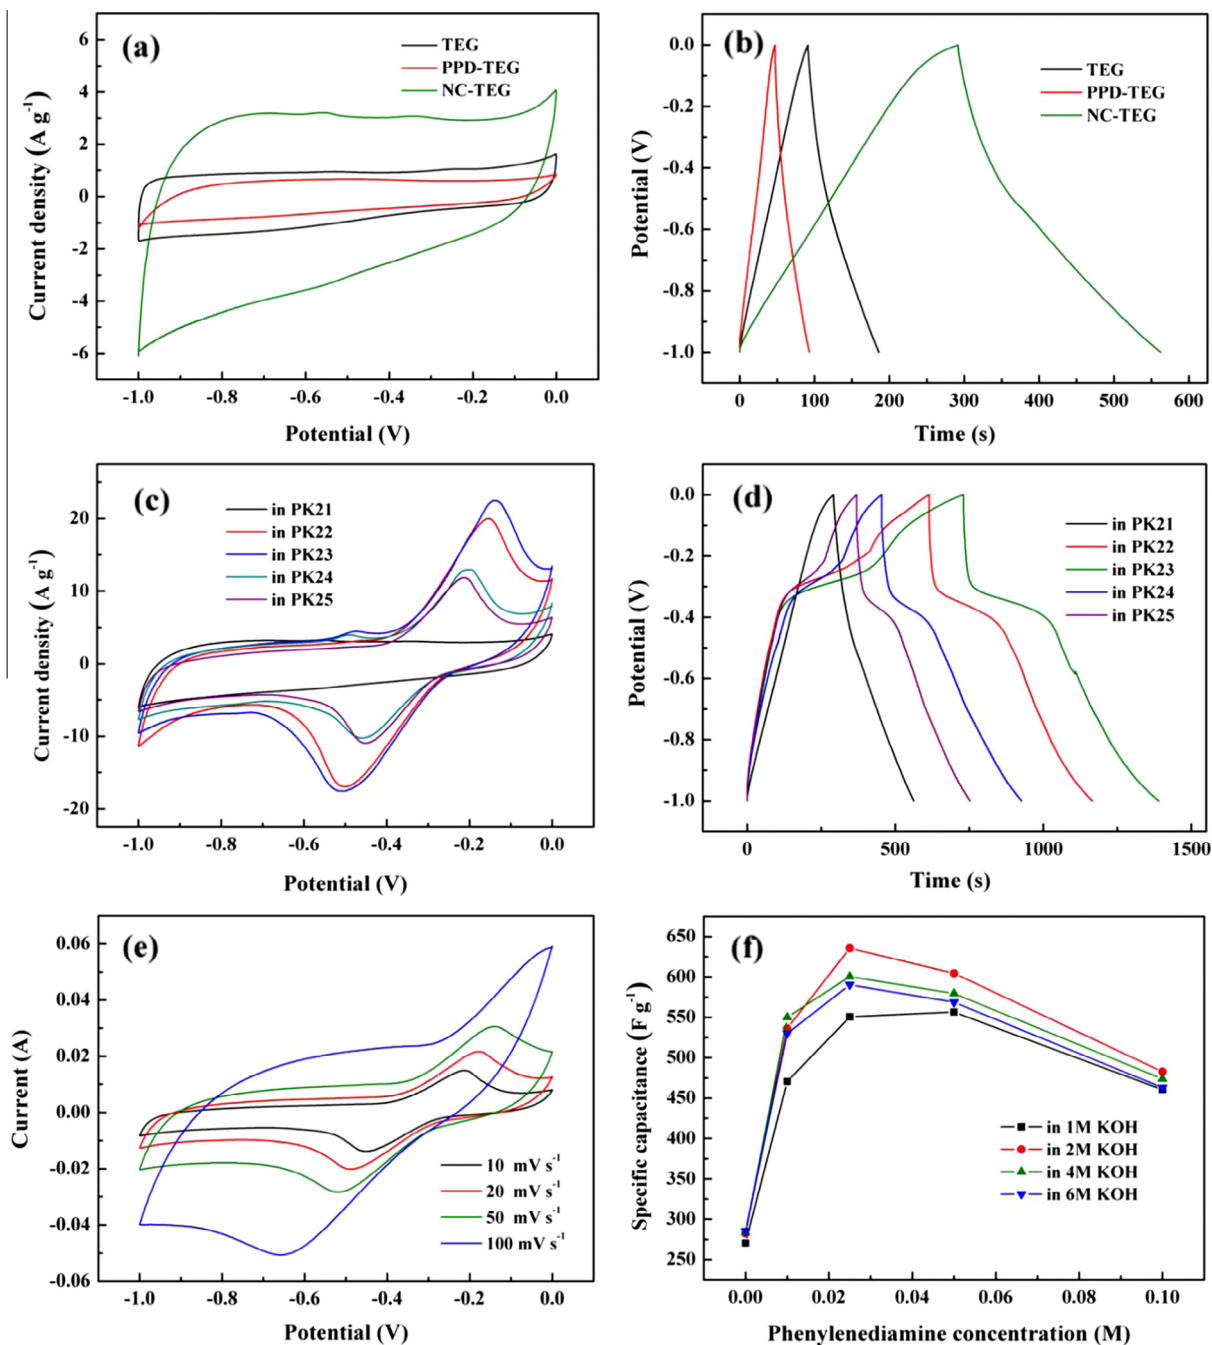 (a)
TEG
PPD-TEG
NC-TEG
Current density (A g-1)
6
4
2
0
-2
-4
-6
-1.0 -0.8 -0.6 -0.4 -0.2 0.0
Potential (V)
(b)
TEG
PPD-TEG
NC-TEG
Potential (V)
0.0
-0.2
-0.4
-0.6
-0.8
-1.0
0 100 200 300 400 500 600
Time (s)
(c)
in PK21
in PK22
in PK23
in PK24
in PK25
Current density (A g-1)
20
10
0
-10
-20
-1.0 -0.8 -0.6 -0.4 -0.2 0.0
Potential (V)
(d)
in PK21
in PK22
in PK23
in PK24
in PK25
Potential (V)
0.0
-0.2
-0.4
-0.6
-0.8
-1.0
0 500 1000 1500
Time (s)
(e)
Current (A)
0.06
0.04
0.02
0.00
-0.02
-0.04
-0.06
10 mV s-1
20 mV s-1
50 mV s-1
100 mV s-1
-1.0 -0.8 -0.6 -0.4 -0.2 0.0
Potential (V)
(f)
Specific capacitance (F g-1)
650
600
550
500
450
400
350
300
250
in 1M KOH
in 2M KOH
in 4M KOH
in 6M KOH
0.00 0.02 0.04 0.06 0.08 0.10
Phenylenediamine concentration (M)